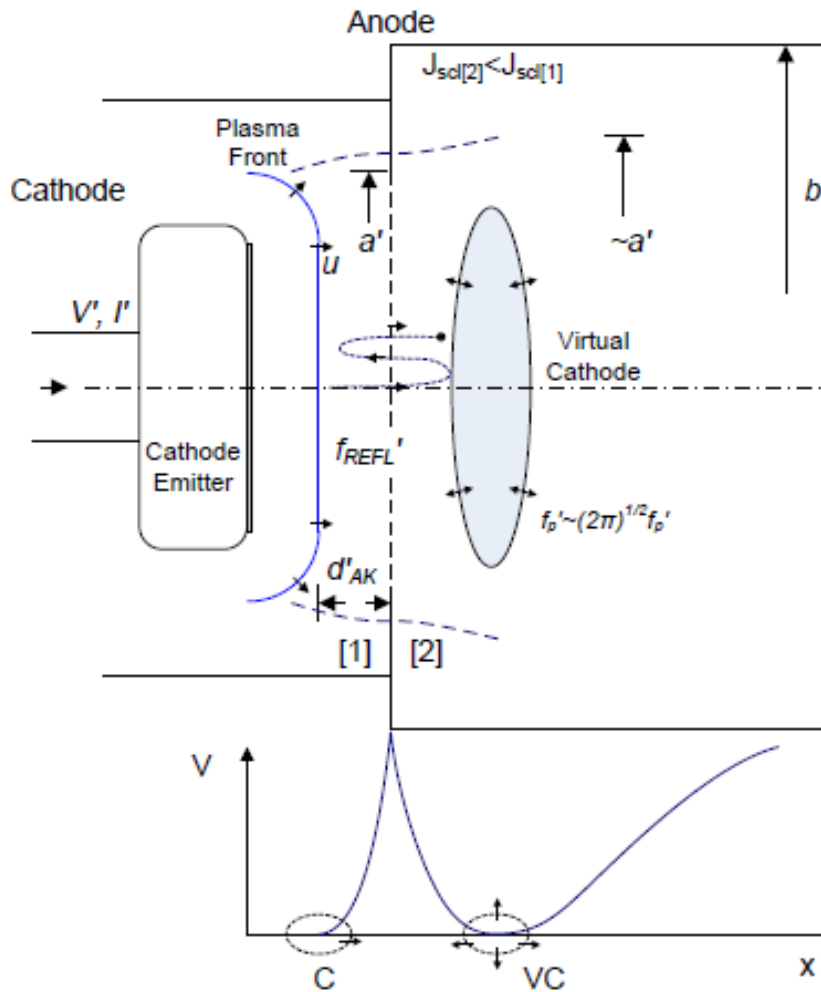 Anode
J_scl[2]<J_scl[1]
Plasma
Front
Cathode
a'
~a'
b
u
V', I'
Virtual
Cathode
Cathode
Emitter
f_REFL'
f_p'~(2π)^1/2 f_p'
d'_AK
[1]
[2]
V
C
VC
x